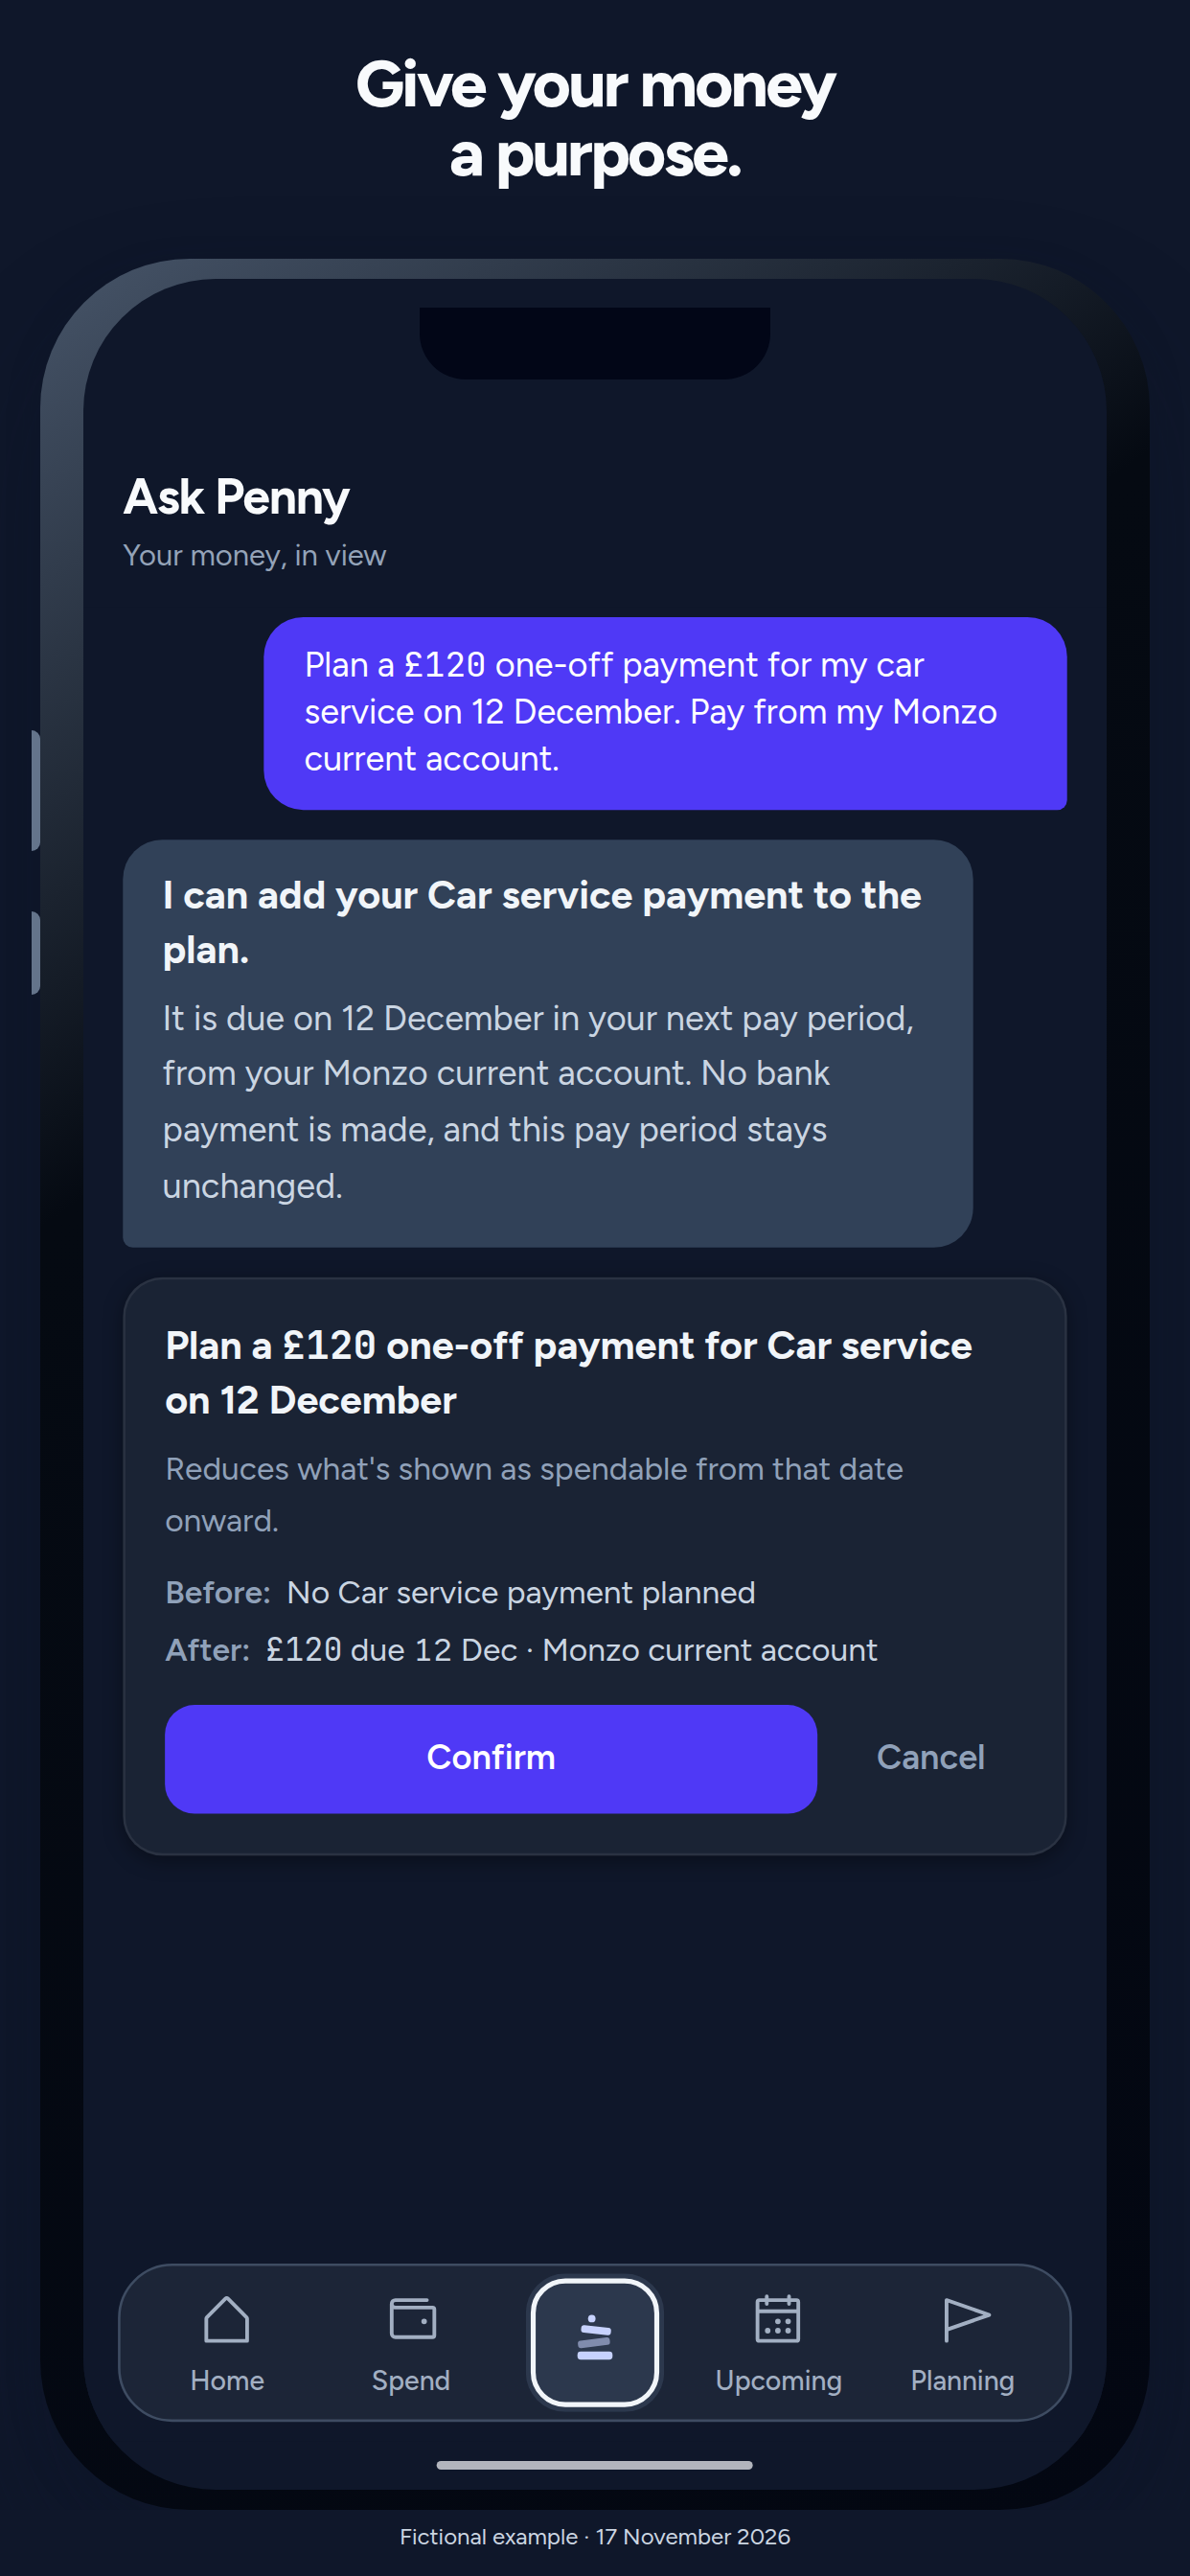 Give your money
a purpose.
Ask Penny
Your money, in view
Plan a £120 one-off payment for my car
service on 12 December. Pay from my Monzo
current account.
I can add your Car service payment to the
plan.
It is due on 12 December in your next pay period,
from your Monzo current account. No bank
payment is made, and this pay period stays
unchanged.
Plan a £120 one-off payment for Car service
on 12 December
Reduces what's shown as spendable from that date
onward.
Before: No Car service payment planned
After: £120 due 12 Dec · Monzo current account
Confirm
Cancel
Home
Spend
Upcoming
Planning
Fictional example · 17 November 2026